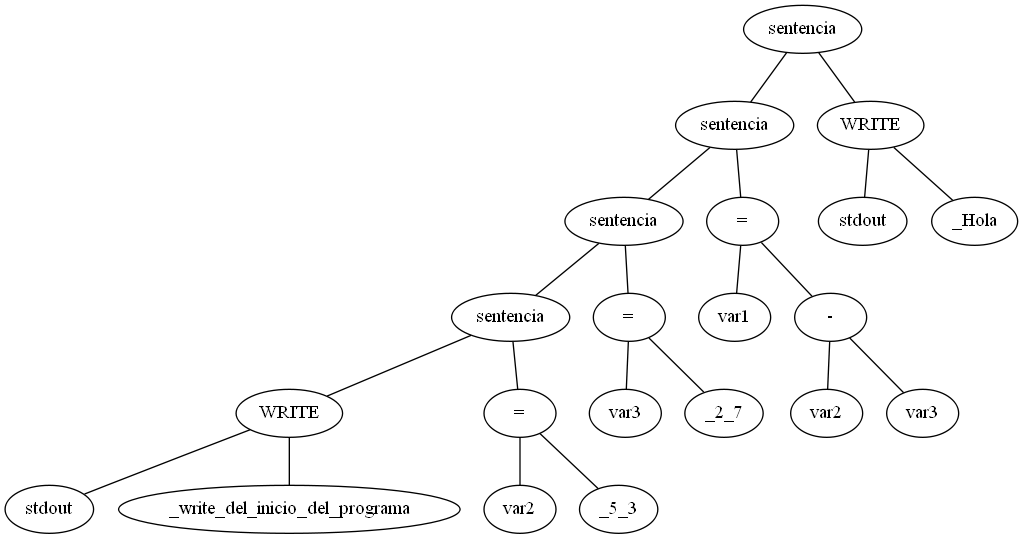 sentencia
sentencia WRITE
sentencia = stdout _Hola
sentencia = var1 -
WRITE = var3 _2_7 var2 var3
stdout _write_del_inicio_del_programa var2 _5_3